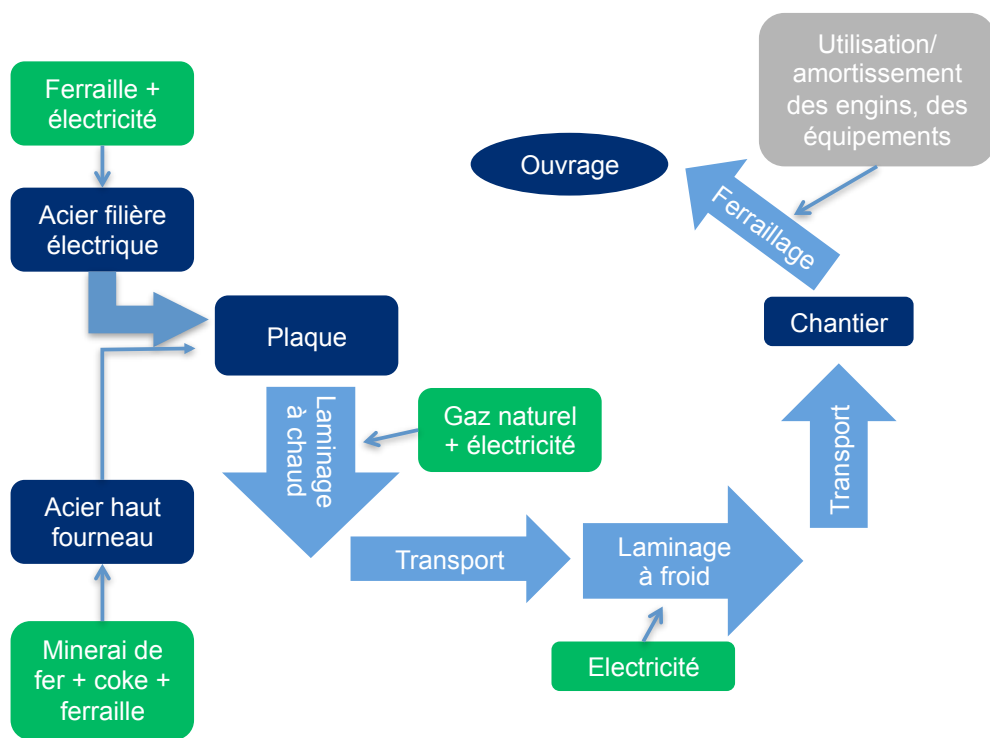 Ferraille +
électricité
Utilisation/
amortissement
des engins, des
équipements
Ouvrage
Acier filière
électrique
Ferraillage
Plaque
Chantier
Laminage
à chaud
Gaz naturel
+ électricité
Transport
Acier haut
fourneau
Transport
Laminage
à froid
Minerai de
fer + coke +
ferraille
Electricité